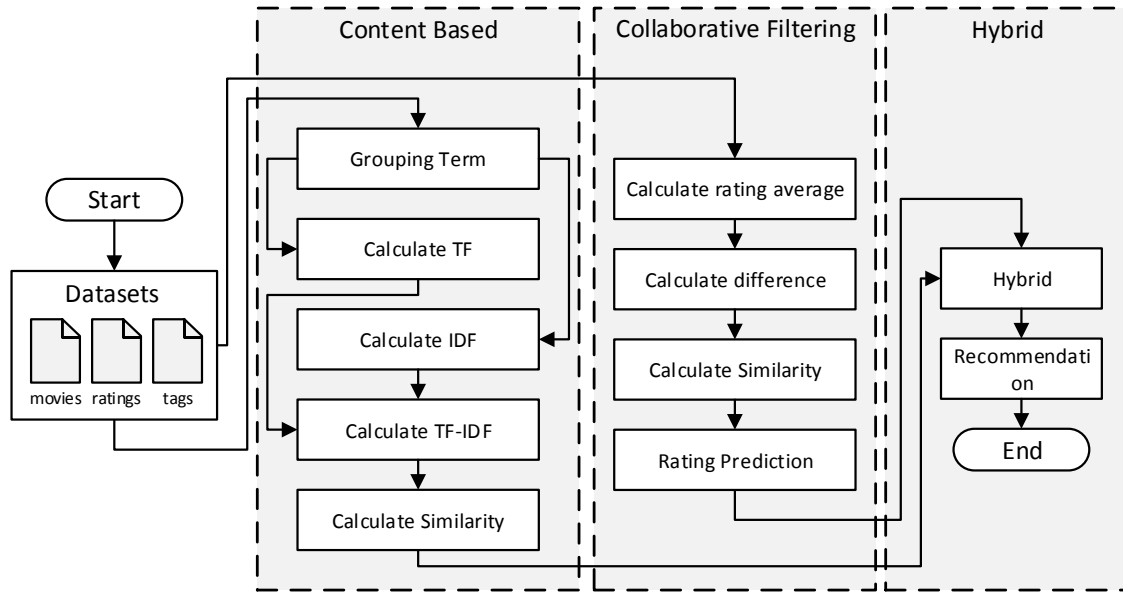 Content Based
Collaborative Filtering
Hybrid
Start
Datasets
movies ratings tags
Grouping Term
Calculate TF
Calculate IDF
Calculate TF-IDF
Calculate Similarity
Calculate rating average
Calculate difference
Calculate Similarity
Rating Prediction
Hybrid
Recommendati
on
End